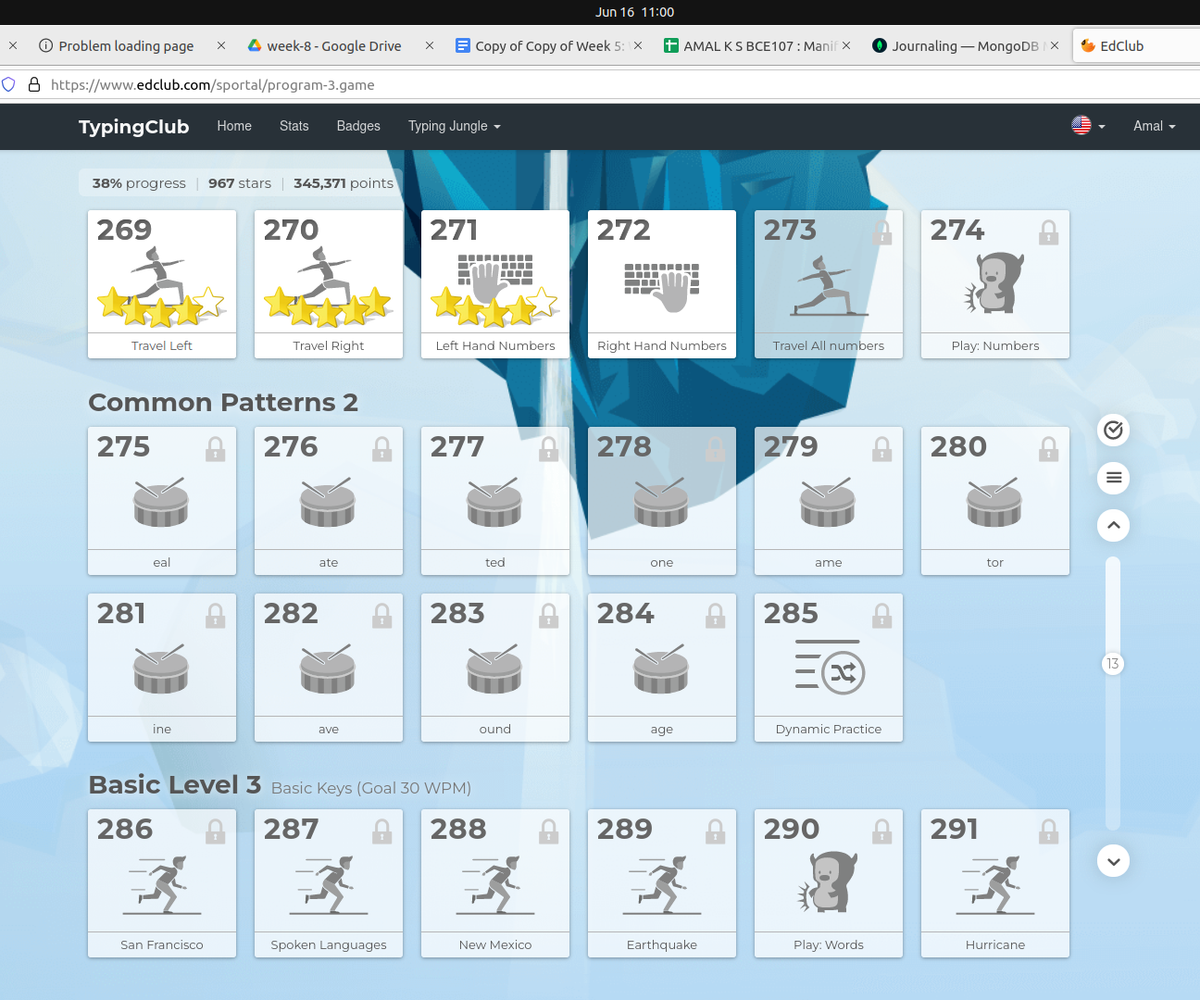 Jun 16 11:00
Problem loading page
week-8 - Google Drive
Copy of Copy of Week 5:
AMAL K S BCE107 : Manif
Journaling — MongoDB
EdClub
https://www.edclub.com/sportal/program-3.game
TypingClub Home Stats Badges Typing Jungle Amal
38% progress | 967 stars | 345,371 points
269 270 271 272 273 274
Travel Left Travel Right Left Hand Numbers Right Hand Numbers Travel All numbers Play: Numbers
Common Patterns 2
275 276 277 278 279 280
eal ate ted one ame tor
281 282 283 284 285
13
ine ave ound age Dynamic Practice
Basic Level 3 Basic Keys (Goal 30 WPM)
286 287 288 289 290 291
San Francisco Spoken Languages New Mexico Earthquake Play: Words Hurricane